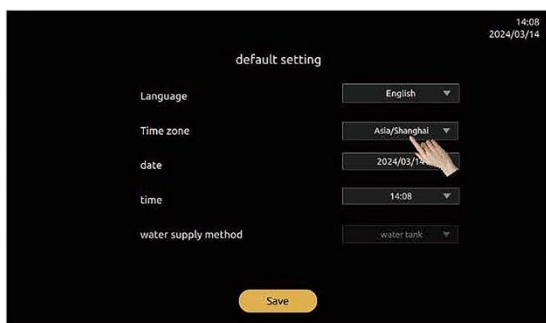 14:08
2024/03/14
default setting
Language English
Time zone Asia/Shanghai
date 2024/03/14
time 14:08
water supply method water tank
Save